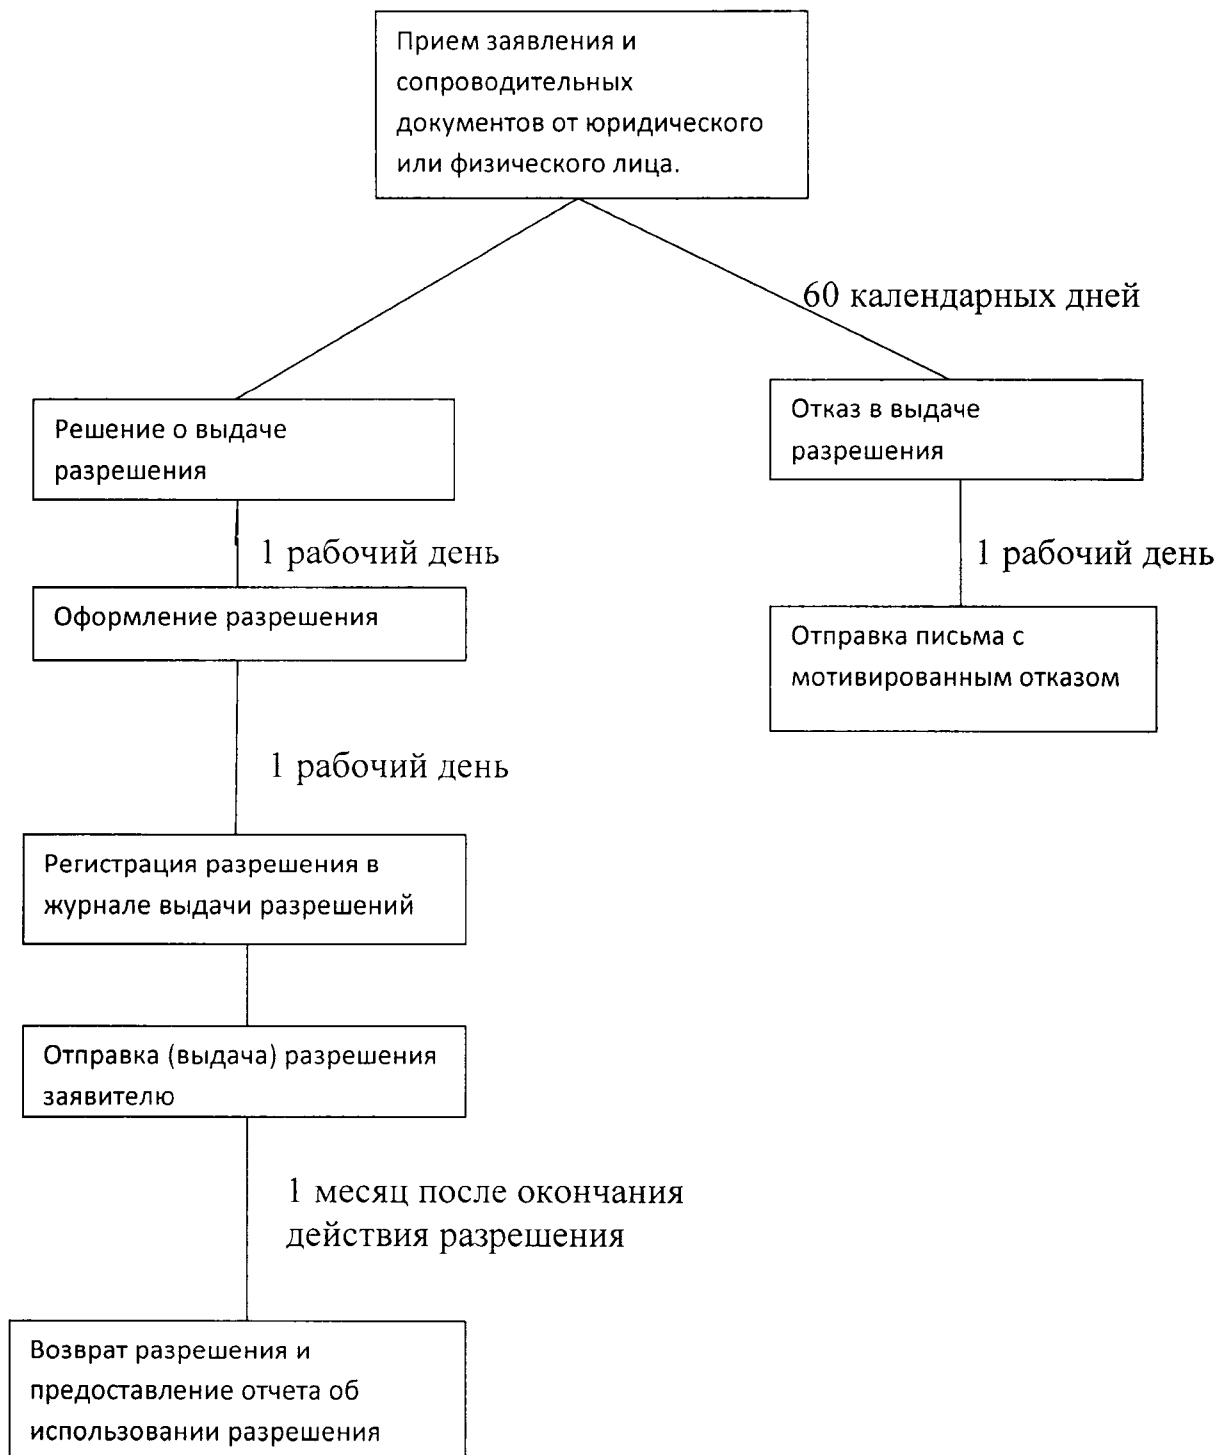 Прием заявления и
сопроводительных
документов от юридического
или физического лица.
60 календарных дней
Решение о выдаче
разрешения
Отказ в выдаче
разрешения
1 рабочий день
1 рабочий день
Оформление разрешения
Отправка письма с
мотивированным отказом
1 рабочий день
Регистрация разрешения в
журнале выдачи разрешений
Отправка (выдача) разрешения
заявителю
1 месяц после окончания
действия разрешения
Возврат разрешения и
предоставление отчета об
использовании разрешения